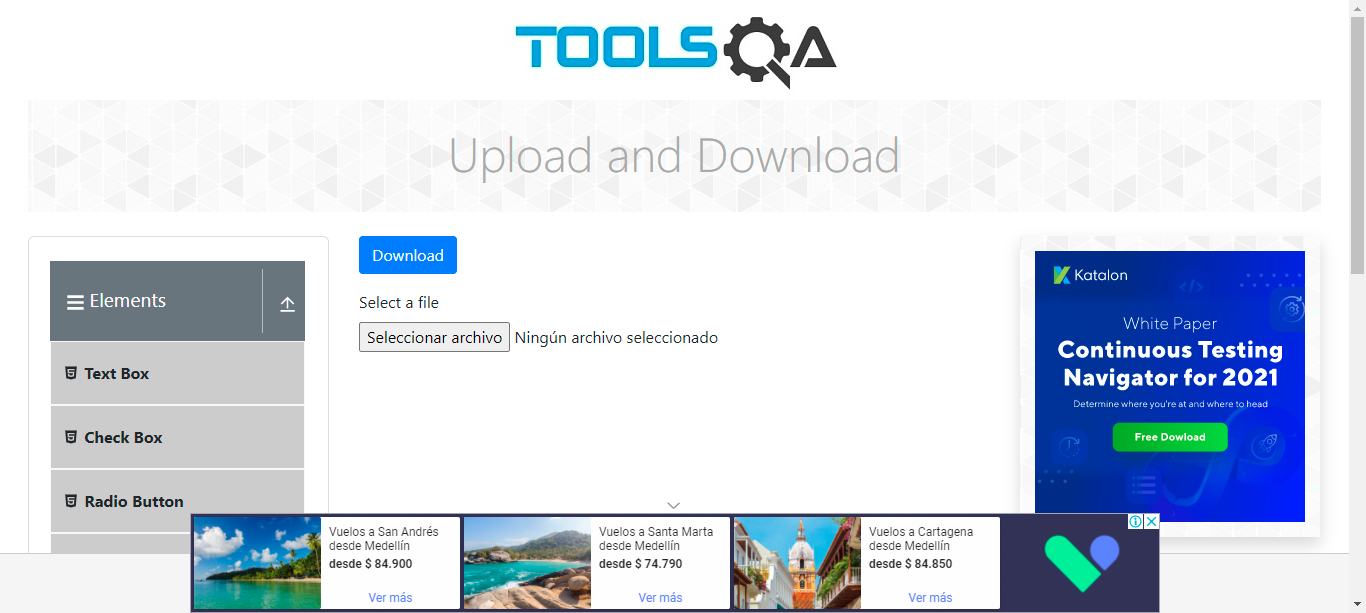 TOOLSQA
Upload and Download
Elements
Text Box
Check Box
Radio Button
Download
Select a file
Seleccionar archivo Ningún archivo seleccionado
Katalon
White Paper
Continuous Testing
Navigator for 2021
Determine where you're at and where to head
Free Dowload
Vuelos a San Andrés
desde Medellín
desde $ 84.900
Ver más
Vuelos a Santa Marta
desde Medellín
desde $ 74.790
Ver más
Vuelos a Cartagena
desde Medellín
desde $ 84.850
Ver más